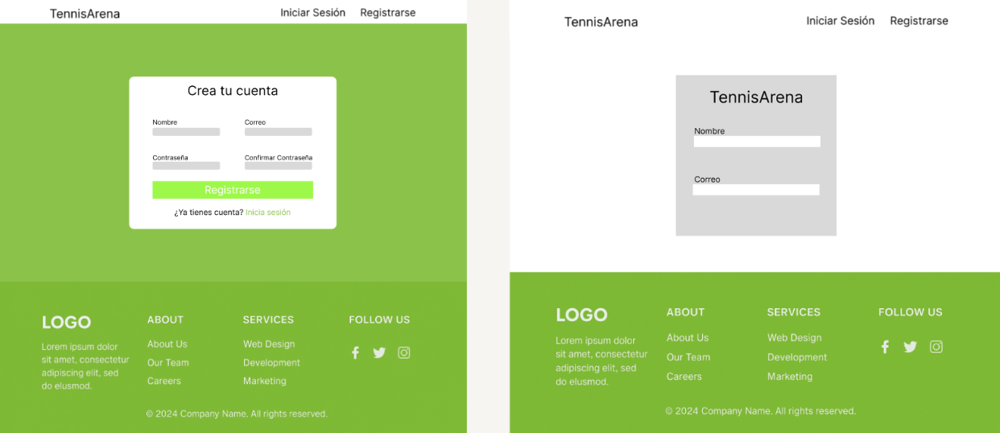 TennisArena
Iniciar Sesión Registrarse
Crea tu cuenta
Nombre
Correo
Contraseña
Confirmar Contraseña
Registrarse
¿Ya tienes cuenta? Inicia sesión
LOGO
Lorem ipsum dolor
sit amet, consectetur
adipiscing elit, sed
do elusmod.
ABOUT
About Us
Our Team
Careers
SERVICES
Web Design
Development
Marketing
FOLLOW US
© 2024 Company Name. All rights reserved.
TennisArena
Iniciar Sesión Registrarse
TennisArena
Nombre
Correo
LOGO
Lorem ipsum dolor
sit amet, consectetur
adipiscing elit, sed
do elusmod.
ABOUT
About Us
Our Team
Careers
SERVICES
Web Design
Development
Marketing
FOLLOW US
© 2024 Company Name. All rights reserved.